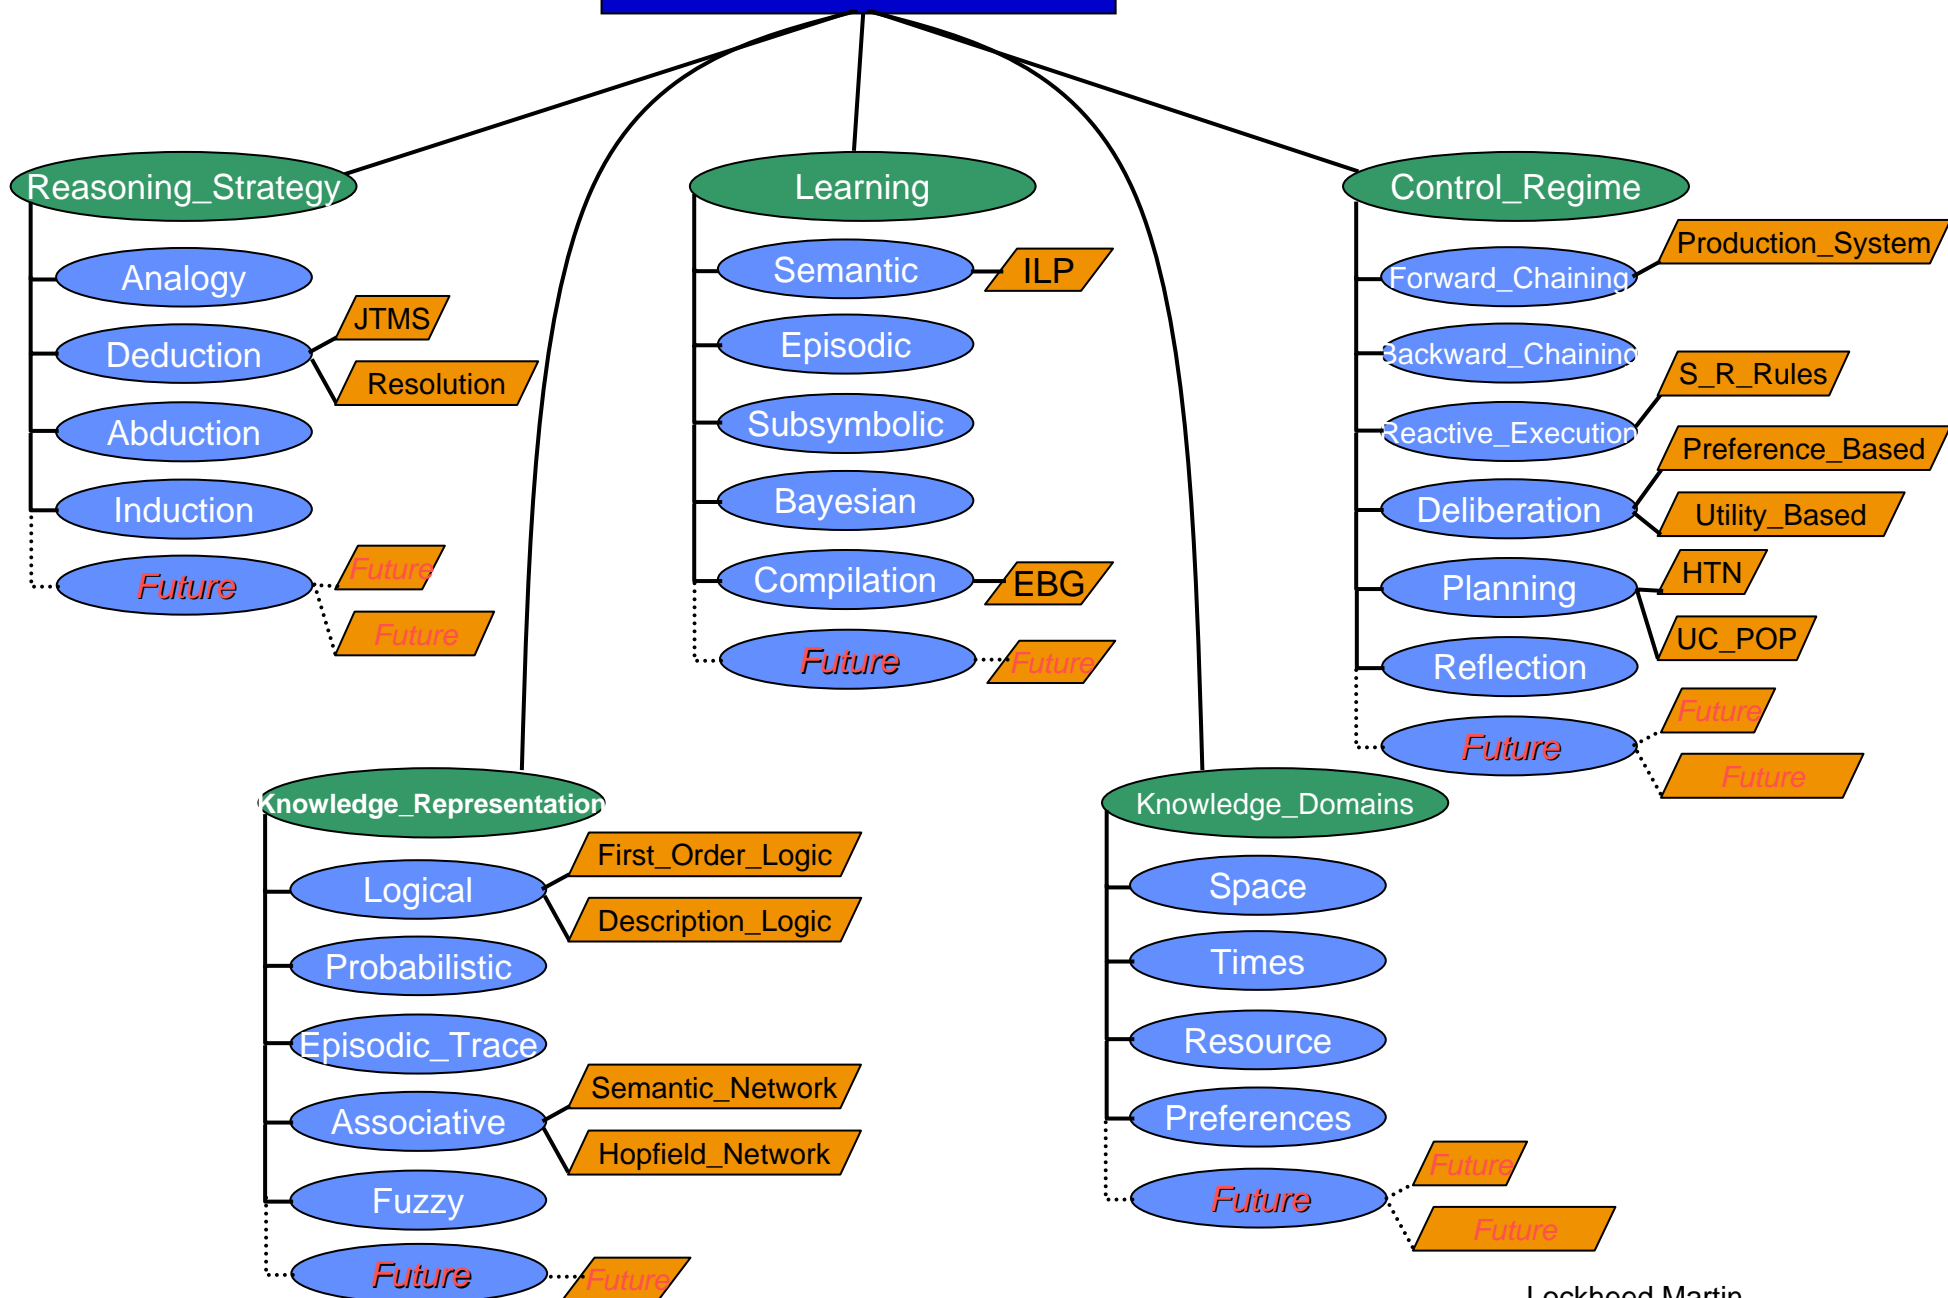 Reasoning_Strategy
Analogy
Deduction
JTMS
Resolution
Abduction
Induction
Future
Future
Future
Learning
Semantic
ILP
Episodic
Subsymbolic
Bayesian
Compilation
EBG
Future
Future
Control_Regime
Forward_Chaining
Production_System
Backward_Chaining
Reactive_Execution
S_R_Rules
Deliberation
Preference_Based
Utility_Based
Planning
HTN
UC_POP
Reflection
Future
Future
Future
Knowledge_Representation
Logical
First_Order_Logic
Description_Logic
Probabilistic
Episodic_Trace
Associative
Semantic_Network
Hopfield_Network
Fuzzy
Future
Future
Knowledge_Domains
Space
Times
Resource
Preferences
Future
Future
Future
Lockheed Martin